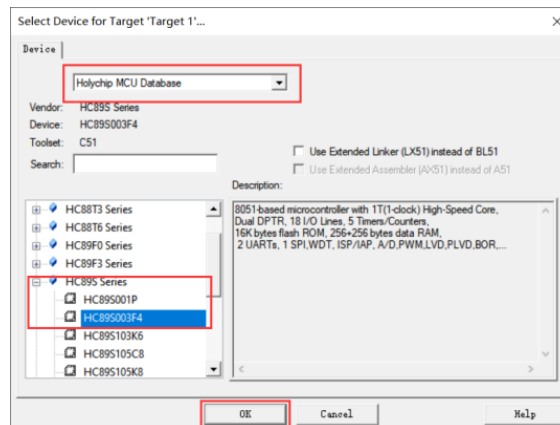 Select Device for Target 'Target 1'...
Device
Holychip MCU Database
Vendor: HC89S Series
Device: HC89S003F4
Toolset: C51
Search:
Use Extended Linker (LX51) instead of BL51
Use Extended Assembler (AX51) instead of A51
Description:
HC88T3 Series
HC88T6 Series
HC89F0 Series
HC89F3 Series
HC89S Series
HC89S001P
HC89S003F4
HC89S103K6
HC89S105C8
HC89S105K8
8051-based microcontroller with 1T(1-clock) High-Speed Core,
Dual DPTR, 18 I/O Lines, 5 Timers/Counters,
16K bytes flash ROM, 256+256 bytes data RAM,
2 UARTs, 1 SPI,WDT, ISP/IAP, A/D,PWM,LVD,PLVD,BOR,...
OK
Cancel
Help